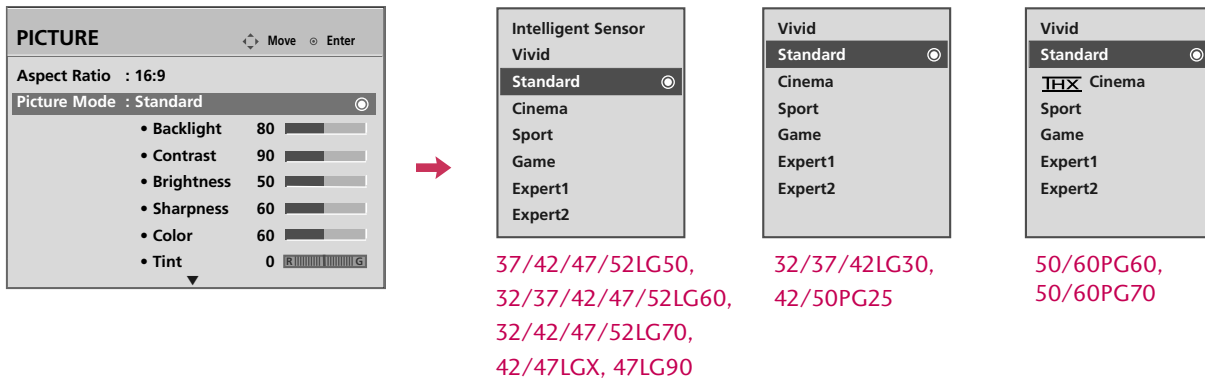 PICTURE
Move Enter
Aspect Ratio : 16:9
Picture Mode : Standard
• Backlight 80
• Contrast 90
• Brightness 50
• Sharpness 60
• Color 60
• Tint 0 R G
Intelligent Sensor
Vivid
Standard
Cinema
Sport
Game
Expert1
Expert2
37/42/47/52LG50,
32/37/42/47/52LG60,
32/42/47/52LG70,
42/47LGX, 47LG90
Vivid
Standard
Cinema
Sport
Game
Expert1
Expert2
32/37/42LG30,
42/50PG25
Vivid
Standard
THX Cinema
Sport
Game
Expert1
Expert2
50/60PG60,
50/60PG70